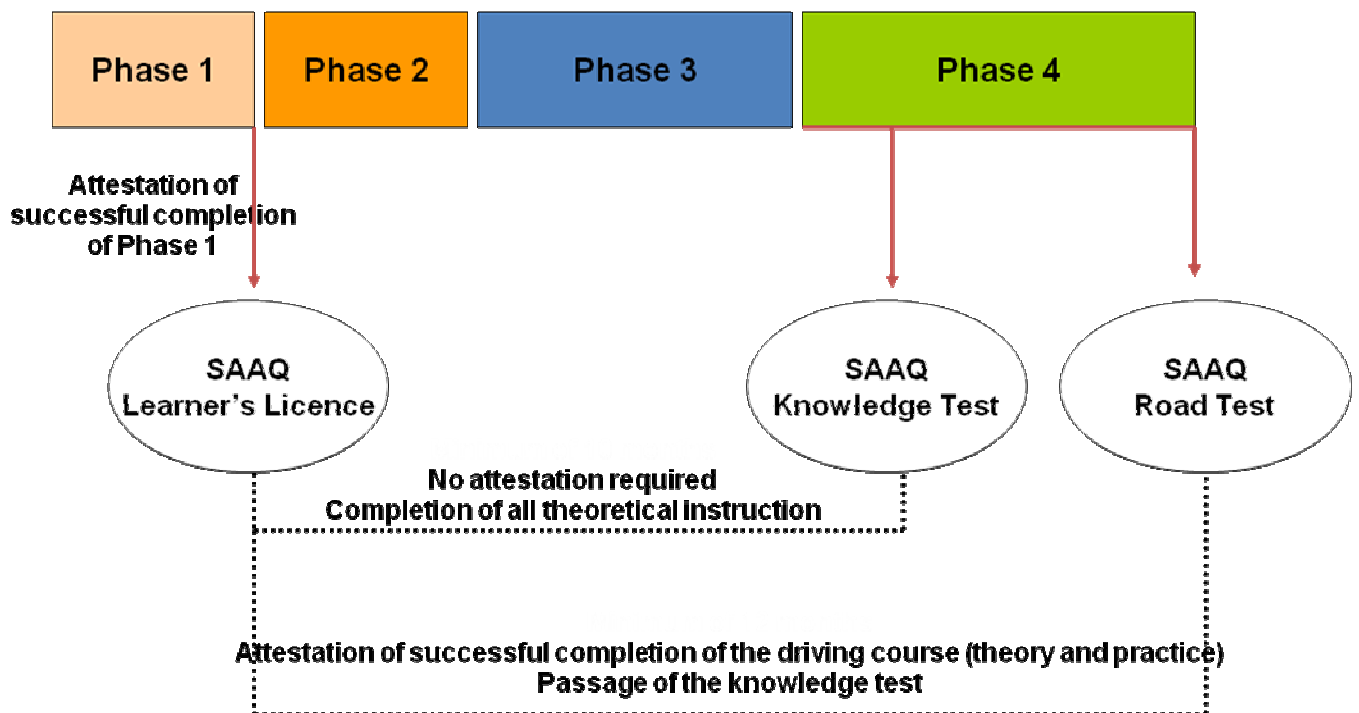 Phase 1
Phase 2
Phase 3
Phase 4
Attestation of
successful completion
of Phase 1
SAAQ
Learner's Licence
SAAQ
Knowledge Test
SAAQ
Road Test
No attestation required
Completion of all theoretical instruction
Attestation of successful completion of the driving course (theory and practice)
Passage of the knowledge test